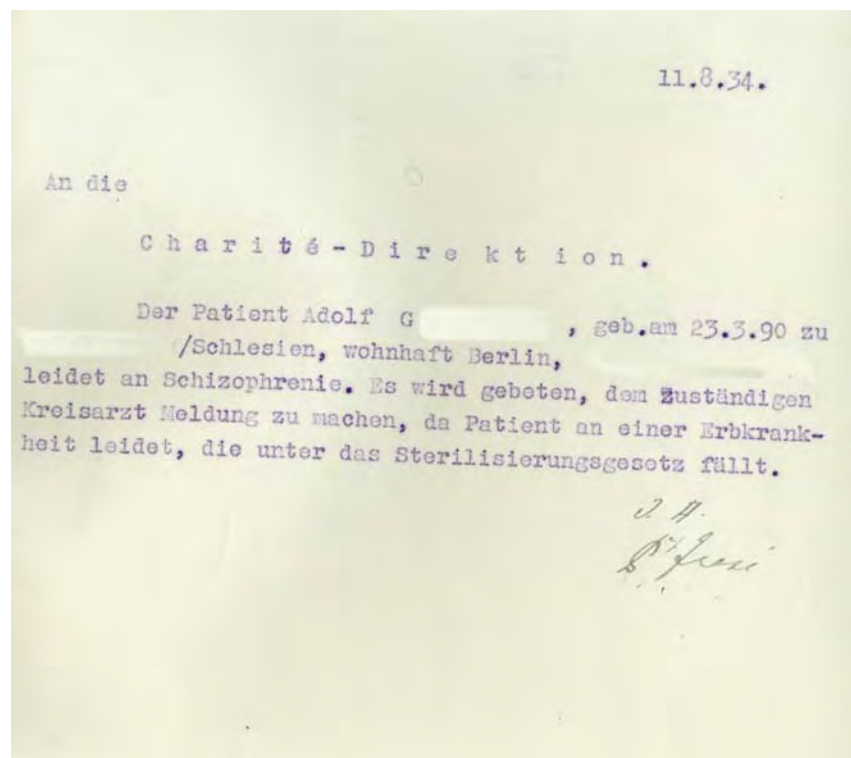 11.8.34.
An die
Charité-Direktion.
Der Patient Adolf G , geb.am 23.3.90 zu
/Schlesien, wohnhaft Berlin,
leidet an Schizophrenie. Es wird gebeten, dem Zuständigen
Kreisarzt Meldung zu machen, da Patient an einer Erbkrank-
heit leidet, die unter das Sterilisierungsgesetz fällt.